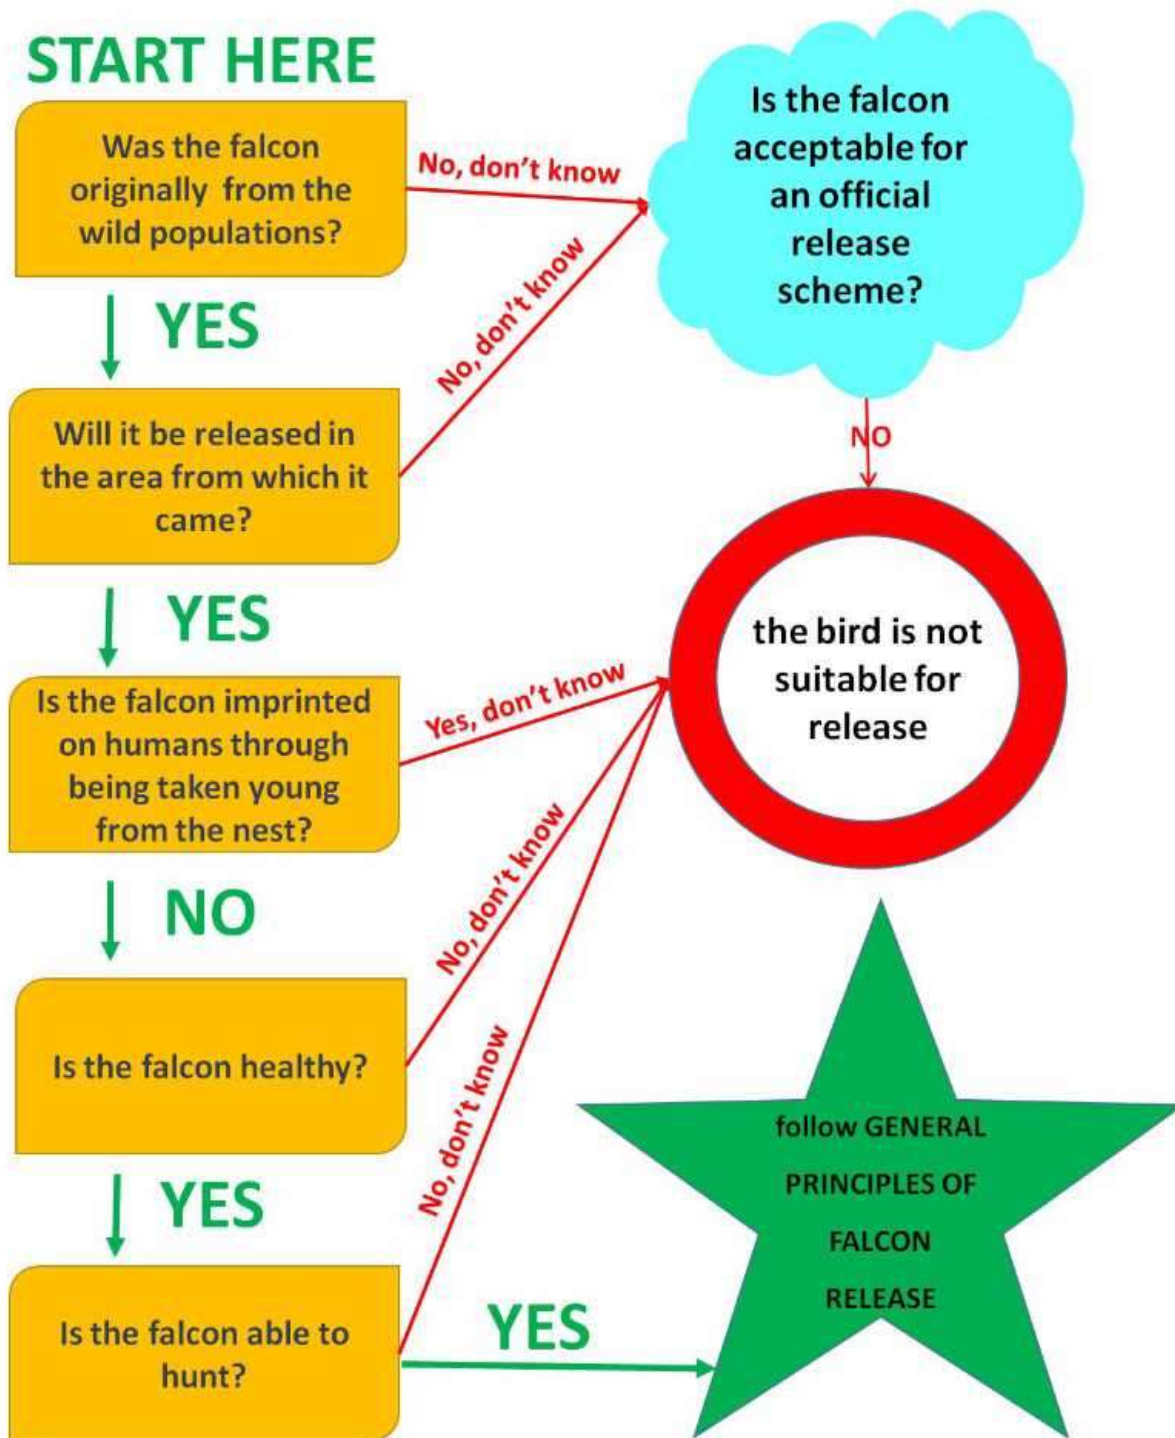 START HERE
Was the falcon
originally from the
wild populations?
No, don't know
Is the falcon
acceptable for
an official
release
scheme?
YES
No, don't know
Will it be released in
the area from which it
came?
NO
YES
the bird is not
suitable for
release
Is the falcon imprinted
on humans through
being taken young
from the nest?
Yes, don't know
NO
No, don't know
Is the falcon healthy?
No, don't know
YES
follow GENERAL
PRINCIPLES OF
FALCON
RELEASE
Is the falcon able to
hunt?
YES